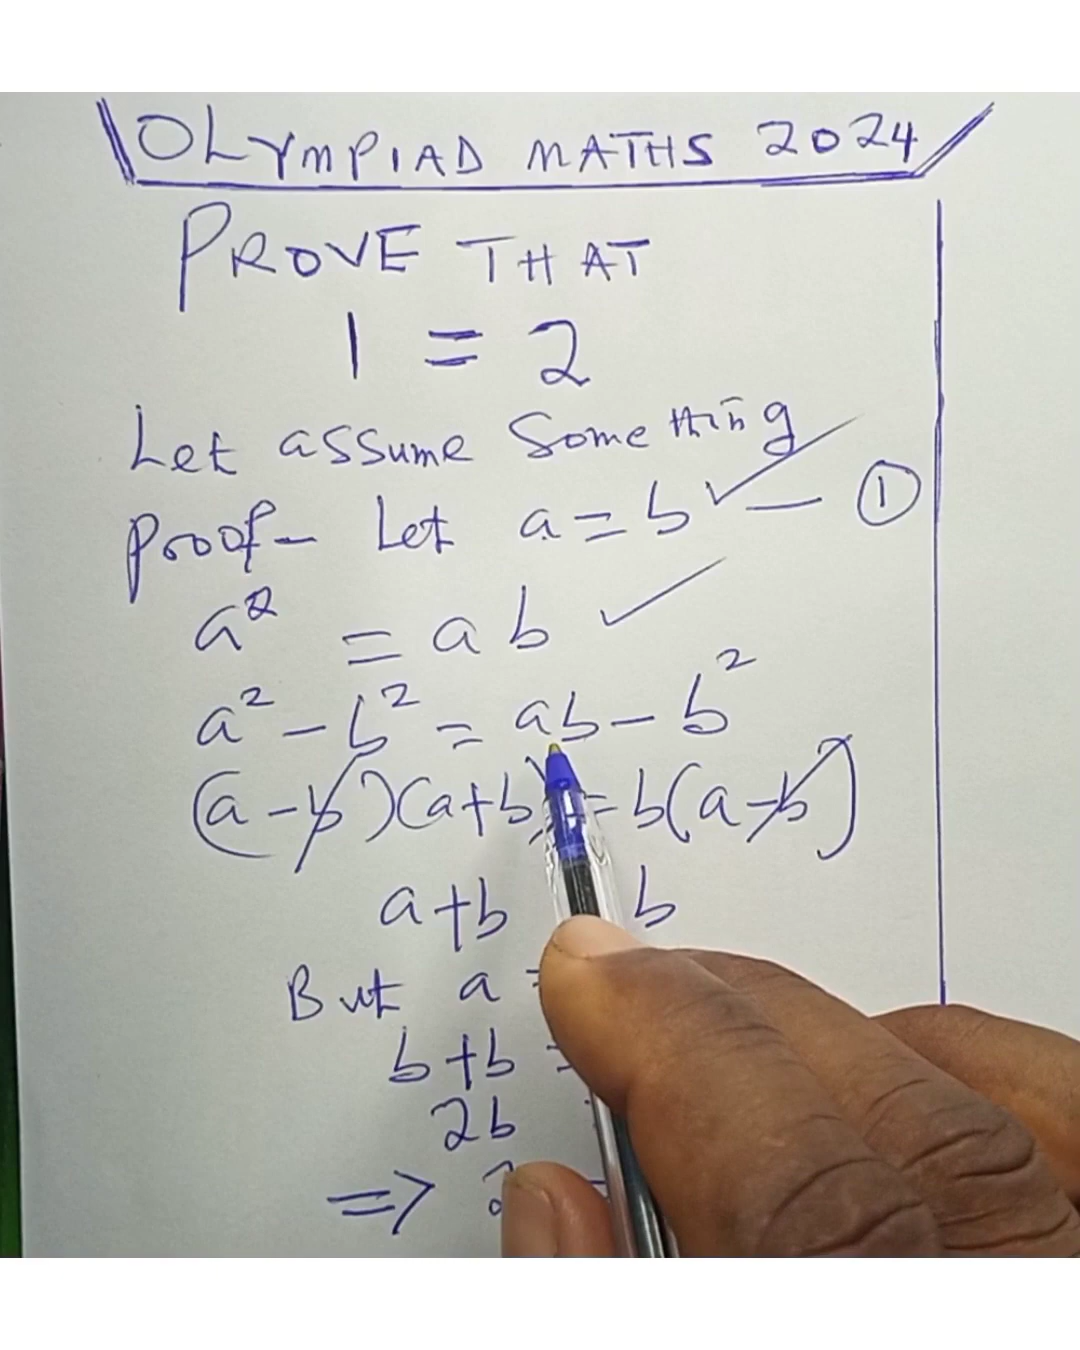 OLYMPIAD MATHS 2024
PROVE THAT
1 = 2
Let assume Something
Proof- Let a = b ✓ — ①
a² = ab ✓
a² - b² = ab - b²
(a - b)(a+b) = b(a-b)
a+b b
But a =
b+b =
2b
=> 2